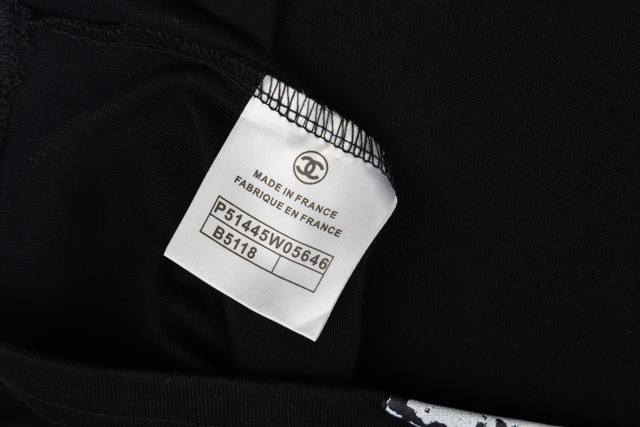 MADE IN FRANCE
FABRIQUE EN FRANCE
P51445W05646
B5118